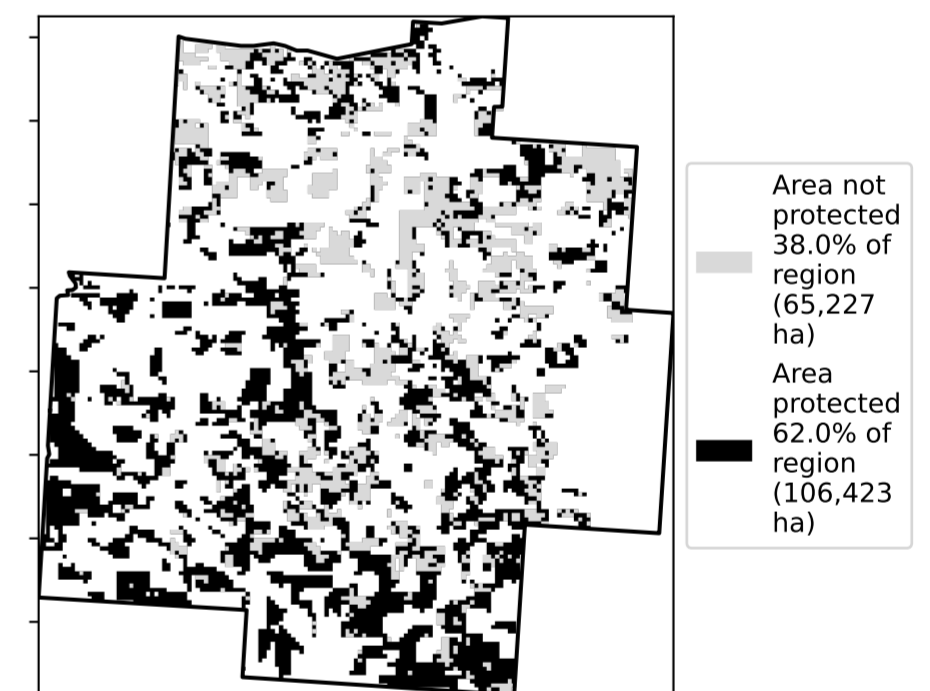 Area not
protected
38.0% of
region
(65,227
ha)
Area
protected
62.0% of
region
(106,423
ha)